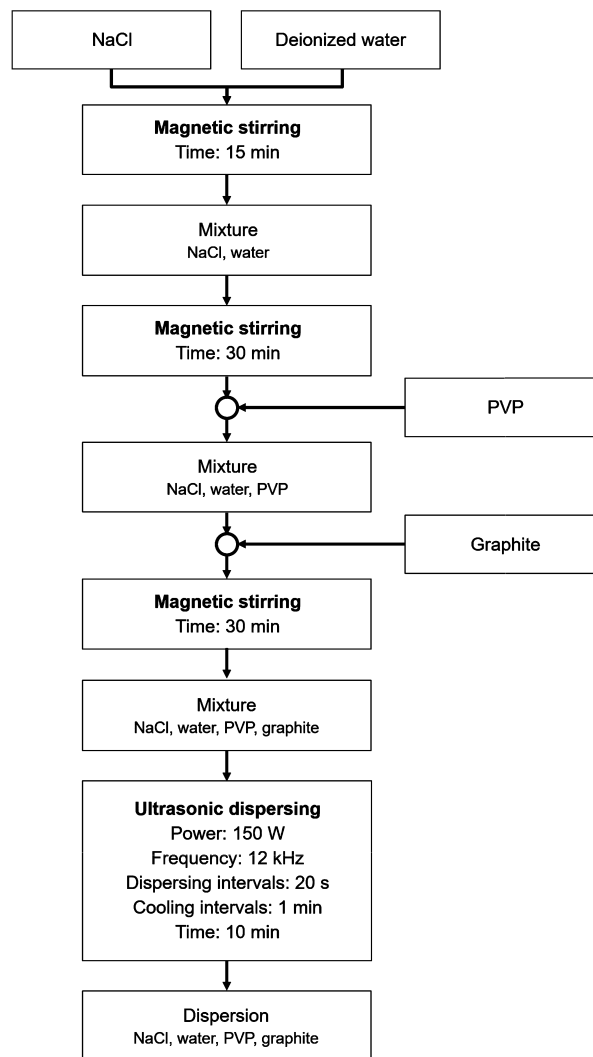 NaCl
Deionized water
Magnetic stirring
Time: 15 min
Mixture
NaCl, water
Magnetic stirring
Time: 30 min
PVP
Mixture
NaCl, water, PVP
Graphite
Magnetic stirring
Time: 30 min
Mixture
NaCl, water, PVP, graphite
Ultrasonic dispersing
Power: 150 W
Frequency: 12 kHz
Dispersing intervals: 20 s
Cooling intervals: 1 min
Time: 10 min
Dispersion
NaCl, water, PVP, graphite